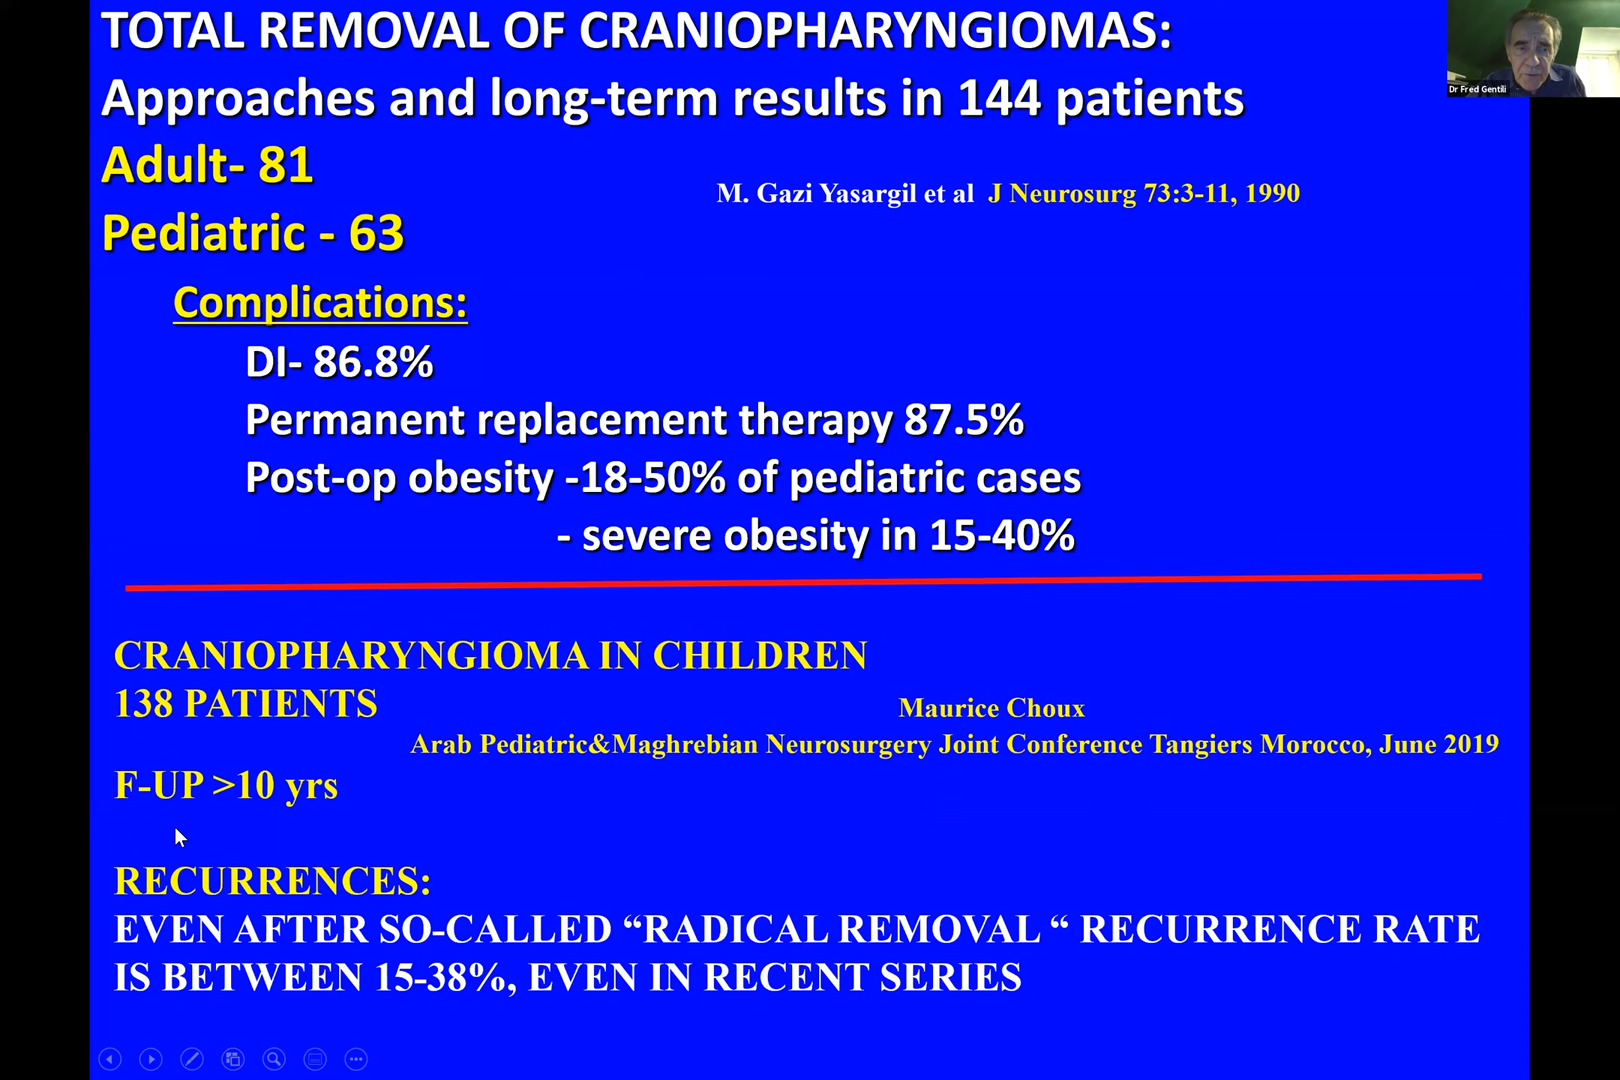 TOTAL REMOVAL OF CRANIOPHARYNGIOMAS:
Approaches and long-term results in 144 patients
Adult- 81
M. Gazi Yasargil et al J Neurosurg 73:3-11, 1990
Pediatric - 63
Complications:
DI- 86.8%
Permanent replacement therapy 87.5%
Post-op obesity -18-50% of pediatric cases
- severe obesity in 15-40%
CRANIOPHARYNGIOMA IN CHILDREN
138 PATIENTS
Maurice Choux
Arab Pediatric&Maghrebian Neurosurgery Joint Conference Tangiers Morocco, June 2019
F-UP >10 yrs
RECURRENCES:
EVEN AFTER SO-CALLED “RADICAL REMOVAL “ RECURRENCE RATE
IS BETWEEN 15-38%, EVEN IN RECENT SERIES
Dr Fred Gentili